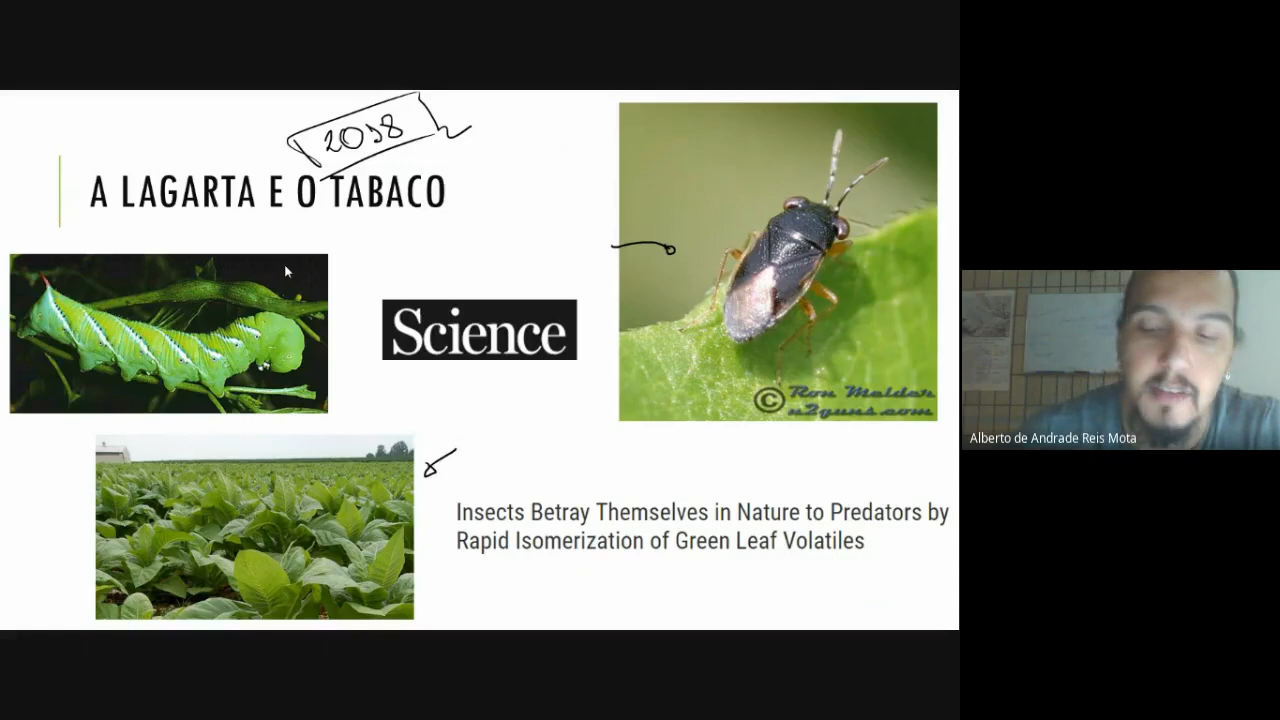 2018
A LAGARTA E O TABACO
Science
© Ron Melder
n2guns.com
Insects Betray Themselves in Nature to Predators by
Rapid Isomerization of Green Leaf Volatiles
Alberto de Andrade Reis Mota